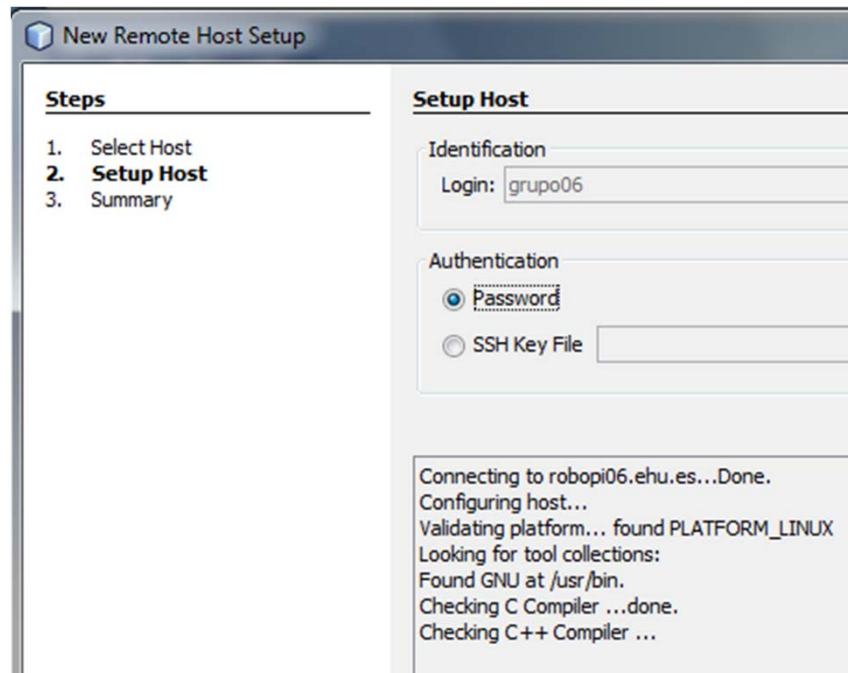 New Remote Host Setup
Steps
1. Select Host
2. Setup Host
3. Summary
Setup Host
Identification
Login: grupo06
Authentication
Password
SSH Key File
Connecting to robopi06.ehu.es...Done.
Configuring host...
Validating platform... found PLATFORM_LINUX
Looking for tool collections:
Found GNU at /usr/bin.
Checking C Compiler ...done.
Checking C++ Compiler ...